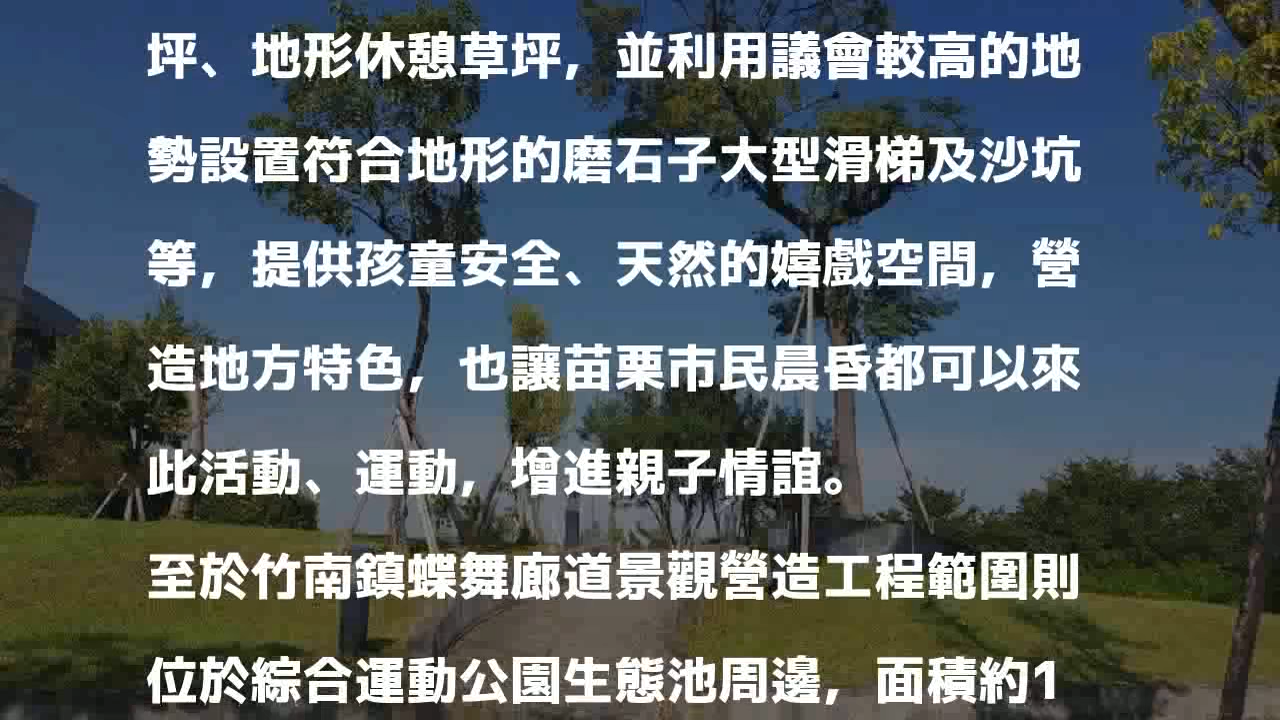 坪、地形休憩草坪，並利用議會較高的地
勢設置符合地形的磨石子大型滑梯及沙坑
等，提供孩童安全、天然的嬉戲空間，營
造地方特色，也讓苗栗市民晨昏都可以來
此活動、運動，增進親子情誼。
至於竹南鎮蝶舞廊道景觀營造工程範圍則
位於綜合運動公園生態池周邊，面積約1